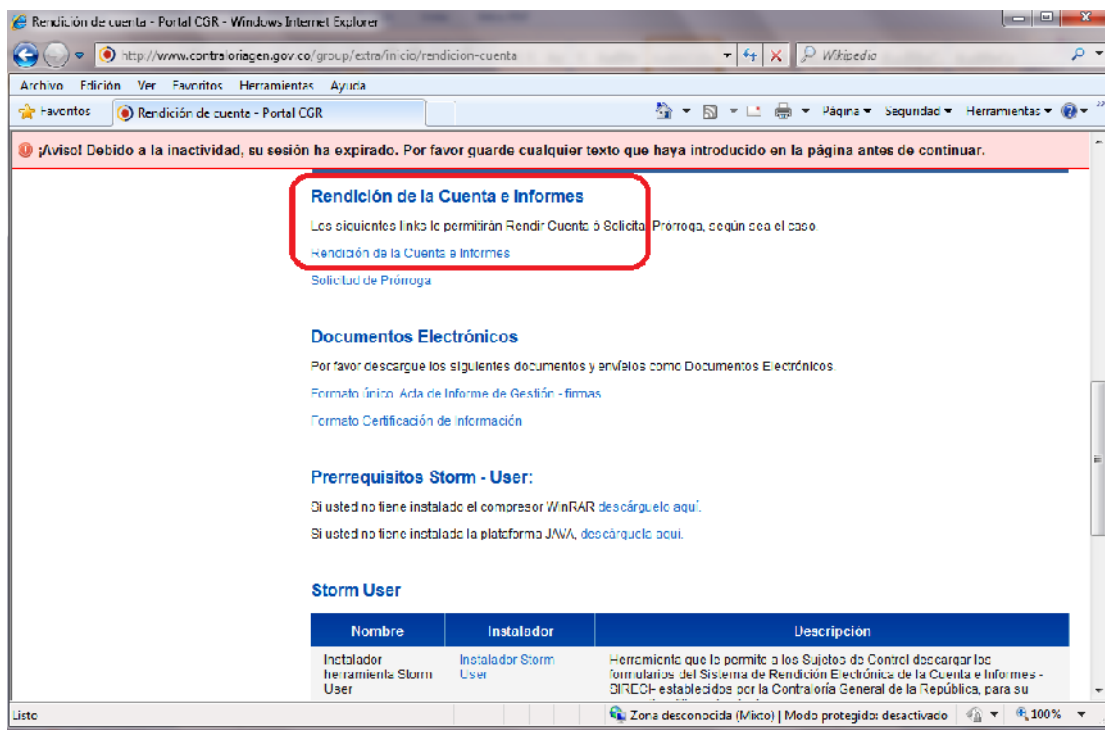 Rendición de cuenta - Portal CGR - Windows Internet Explorer
http://www.contraloriagen.gov.co/group/extra/inicio/rendicion-cuenta
Wikipedia
Archivo Edición Ver Favoritos Herramientas Ayuda
Favoritos Rendición de cuenta - Portal CGR Página Seguridad Herramientas
¡Aviso! Debido a la inactividad, su sesión ha expirado. Por favor guarde cualquier texto que haya introducido en la página antes de continuar.
Rendición de la Cuenta e Informes
Los siguientes links le permitirán Rendir Cuenta ó Solicitar Prórroga, según sea el caso.
Rendición de la Cuenta e Informes
Solicitud de Prórroga
Documentos Electrónicos
Por favor descargue los siguientes documentos y envíelos como Documentos Electrónicos.
Formato único Acta de Informe de Gestión - firmas
Formato Certificación de Información
Prerrequisitos Storm - User:
Si usted no tiene instalado el compresor WinRAR descárguelo aquí.
Si usted no tiene instalada la plataforma JAVA, descárguela aquí.
Storm User
Nombre Instalador Descripción
Instalador herramienta Storm User
Instalador Storm User
Herramienta que le permite a los Sujetos de Control descargar los
formularios del Sistema de Rendición Electrónica de la Cuenta e Informes -
SIRECI- establecidos por la Contraloría General de la República, para su
Listo Zona desconocida (Mixto) | Modo protegido: desactivado 100%